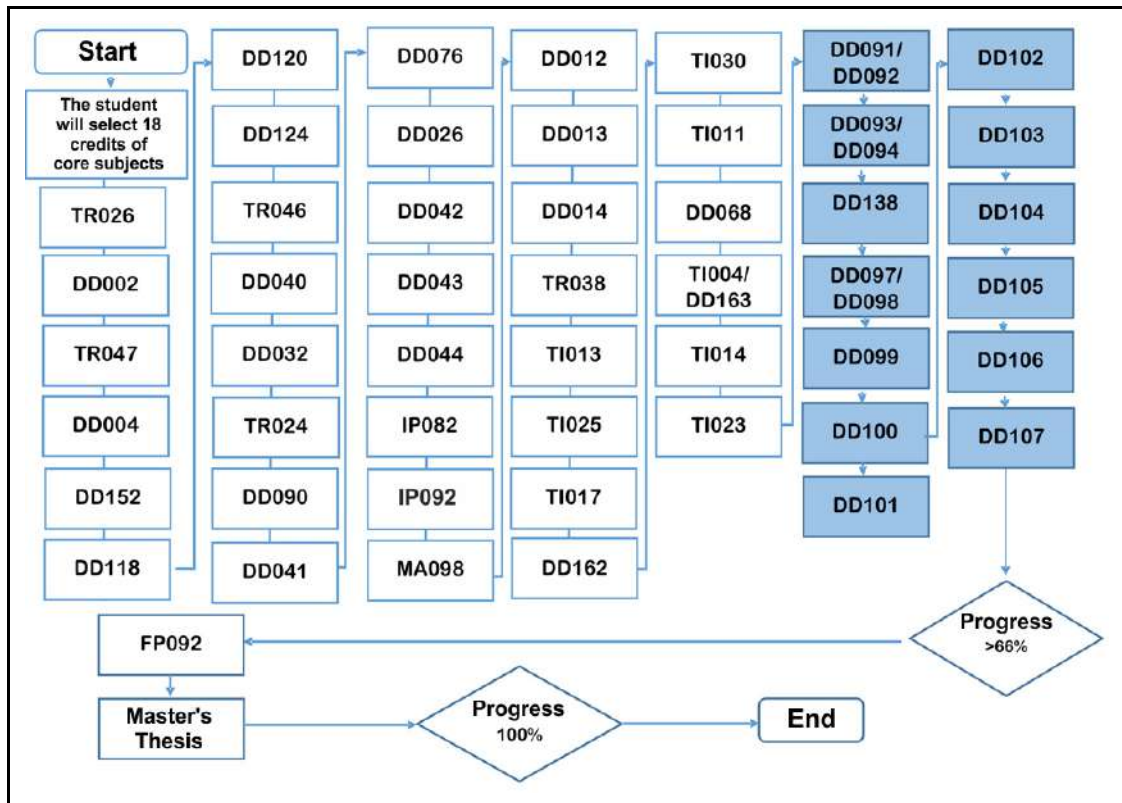 Start
The student
will select 18
credits of
core subjects
TR026
DD002
TR047
DD004
DD152
DD118
DD120
DD124
TR046
DD040
DD032
TR024
DD090
DD041
DD076
DD026
DD042
DD043
DD044
IP082
IP092
MA098
DD012
DD013
DD014
TR038
TI013
TI025
TI017
DD162
TI030
TI011
DD068
TI004/
DD163
TI014
TI023
DD091/
DD092
DD093/
DD094
DD138
DD097/
DD098
DD099
DD100
DD101
DD102
DD103
DD104
DD105
DD106
DD107
Progress
>66%
FP092
Master's
Thesis
Progress
100%
End